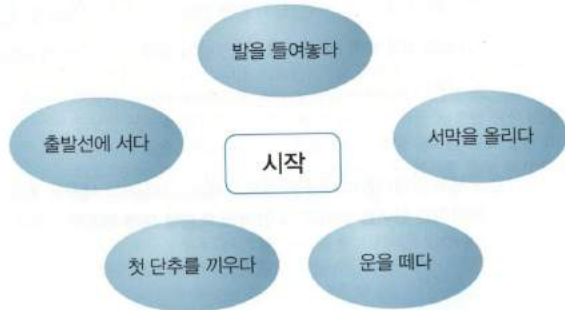 발을 들여놓다
출발선에 서다
서막을 올리다
시작
첫 단추를 끼우다
운을 떼다